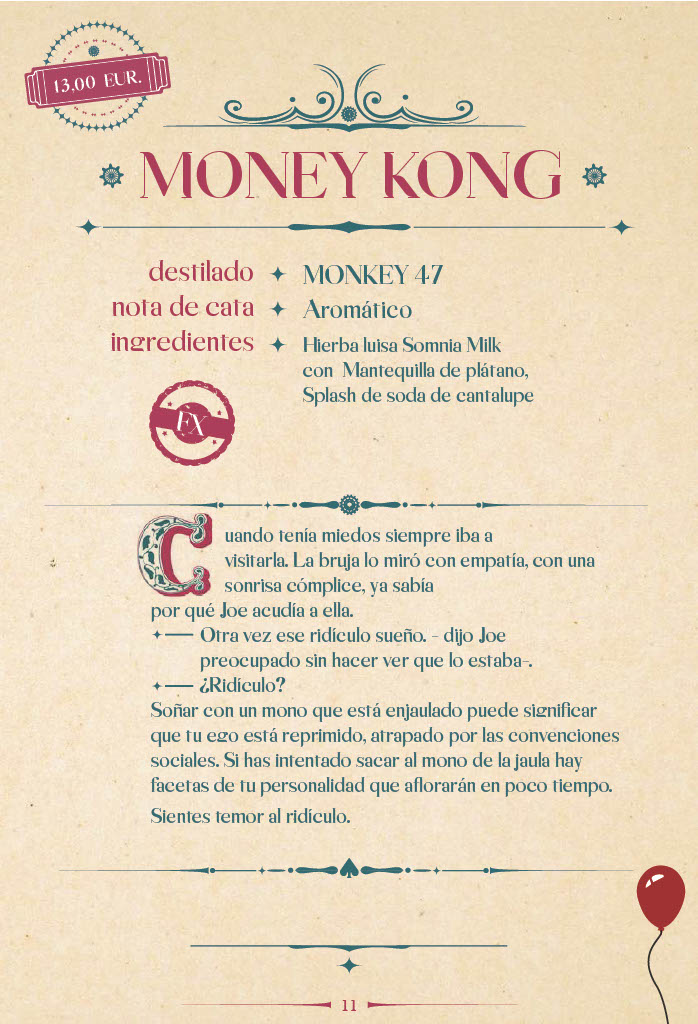 13,00 EUR.
MONEY KONG
destilado
MONKEY 47
nota de cata
Aromático
ingredientes
Hierba luisa Somnia Milk
con Mantequilla de plátano,
Splash de soda de cantalupe
FX
Cuando tenía miedos siempre iba a
visitarla. La bruja lo miró con empatía, con una
sonrisa cómplice, ya sabía
por qué Joe acudía a ella.
— Otra vez ese ridículo sueño. - dijo Joe
preocupado sin hacer ver que lo estaba-.
— ¿Ridículo?
Soñar con un mono que está enjaulado puede significar
que tu ego está reprimido, atrapado por las convenciones
sociales. Si has intentado sacar al mono de la jaula hay
facetas de tu personalidad que aflorarán en poco tiempo.
Sientes temor al ridículo.
11